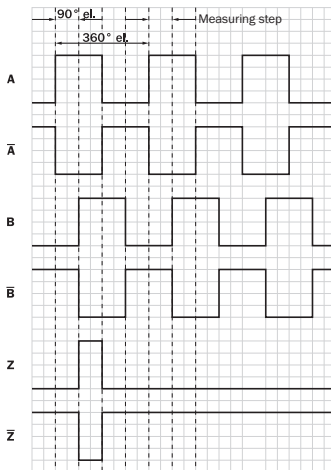 90° el.
Measuring step
360° el.
A
A̅
B
B̅
Z
Z̅